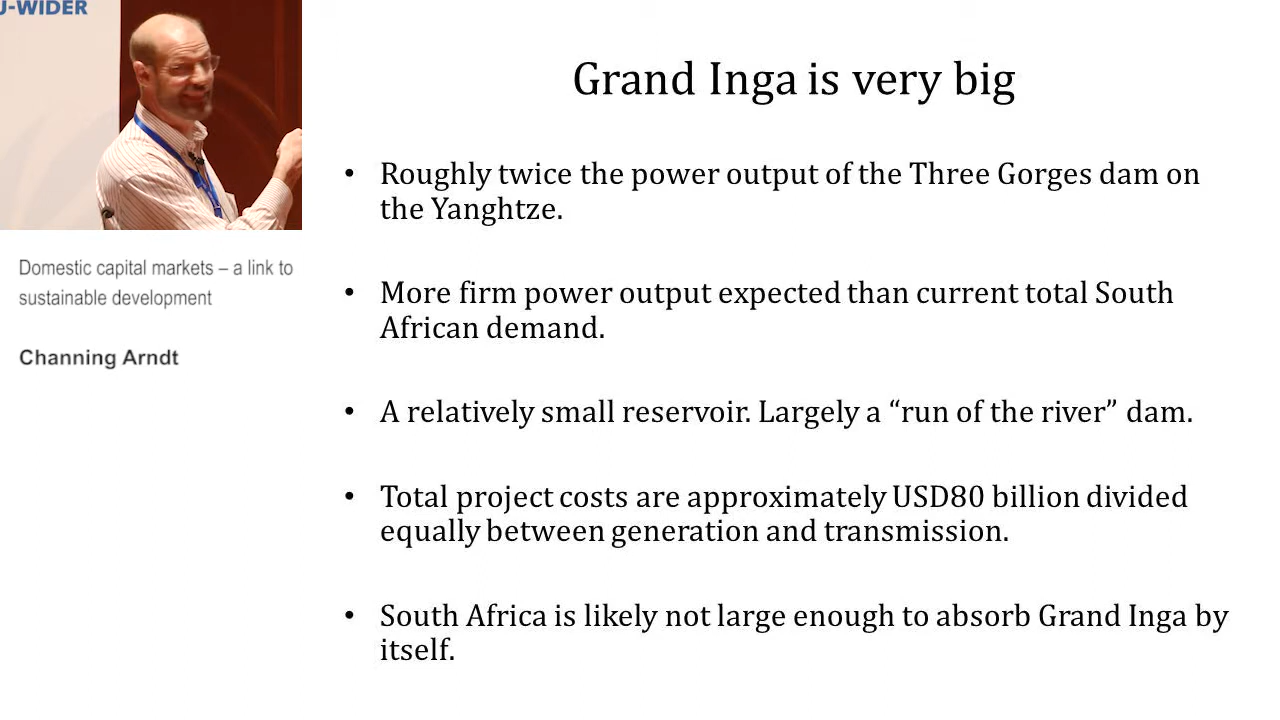 U-WIDER
Grand Inga is very big
• Roughly twice the power output of the Three Gorges dam on
the Yanghtze.
Domestic capital markets – a link to
sustainable development
• More firm power output expected than current total South
African demand.
Channing Arndt
• A relatively small reservoir. Largely a “run of the river” dam.
• Total project costs are approximately USD80 billion divided
equally between generation and transmission.
• South Africa is likely not large enough to absorb Grand Inga by
itself.